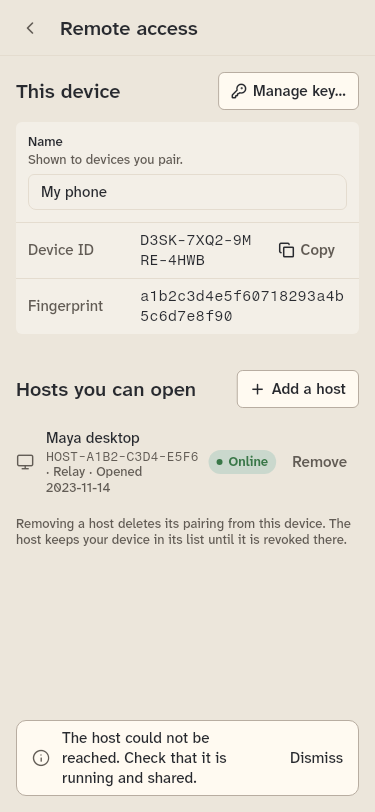 Remote access
This device
Manage key...
Name
Shown to devices you pair.
My phone
Device ID
D3SK-7XQ2-9M
RE-4HWB
Copy
Fingerprint
a1b2c3d4e5f60718293a4b
5c6d7e8f90
Hosts you can open
Add a host
Maya desktop
HOST-A1B2-C3D4-E5F6
· Relay · Opened
2023-11-14
Online
Remove
Removing a host deletes its pairing from this device. The
host keeps your device in its list until it is revoked there.
The host could not be
reached. Check that it is
running and shared.
Dismiss